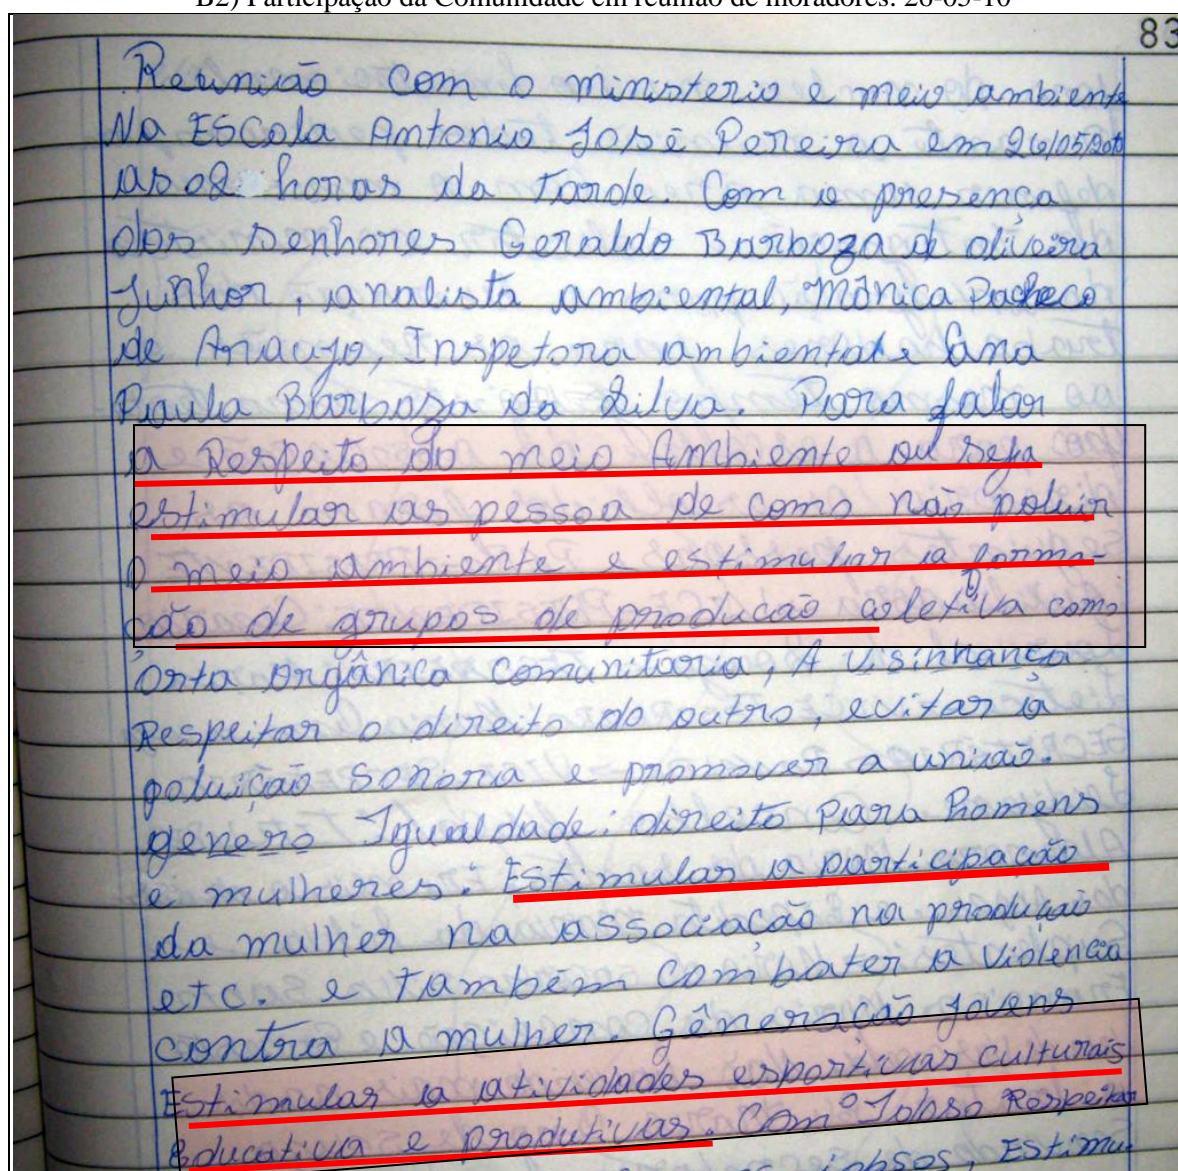 B2) Participação da Comunidade em reunião de moradores: 26-05-10
83
Reunião com o ministerio e meio ambiente
Na Escola Antonio José Pereira em 26/05/2010
as 02 horas da tarde. Com a presença
dos senhores Geraldo Barboza de oliveira
Junhor, analista ambiental, Mônica Pacheco
de Araujo, Inspetora ambiental e Sana
Paula Barboza da Silva. Para falar
a Respeito do meio Ambiente ou seja
estimular as pessoa de como não poluir
o meio ambiente e estimular a forma-
ção de grupos de producão coletiva como
orta orgânica comunitaria, A visinhança
Respeitar o direito do outro, evitar a
poluição sonora e promover a união.
genero Igualdade: direito para homens
e mulheres: Estimular a participacão
da mulher na associação na produção
etc. e também combater a violencia
contra a mulher. Gêneracão jovens
Estimular a atividades esportivas culturais
Educativa e produtivas. Com o Idoso Respeitar
Estimu